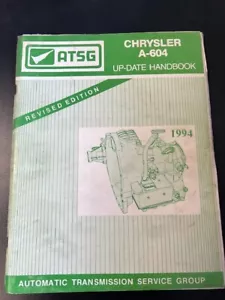 ATSG
CHRYSLER
A-604
UP-DATE HANDBOOK
REVISED EDITION
1994
AUTOMATIC TRANSMISSION SERVICE GROUP